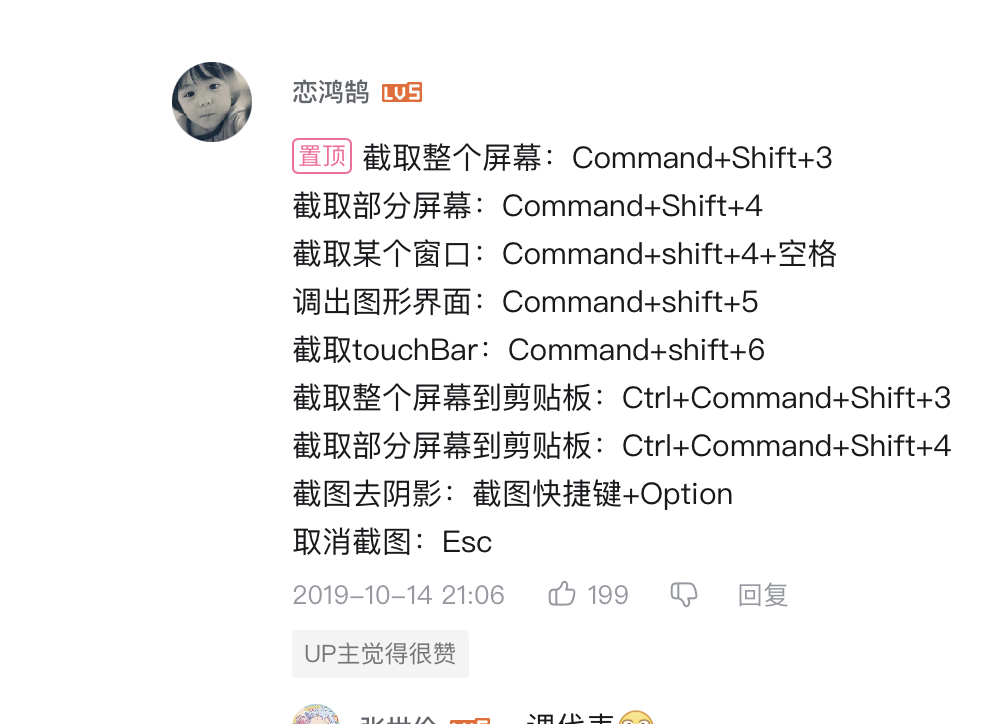 恋鸿鹄 LV5
置顶 截取整个屏幕：Command+Shift+3
截取部分屏幕：Command+Shift+4
截取某个窗口：Command+shift+4+空格
调出图形界面：Command+shift+5
截取touchBar：Command+shift+6
截取整个屏幕到剪贴板：Ctrl+Command+Shift+3
截取部分屏幕到剪贴板：Ctrl+Command+Shift+4
截图去阴影：截图快捷键+Option
取消截图：Esc
2019-10-14 21:06 199 回复
UP主觉得很赞